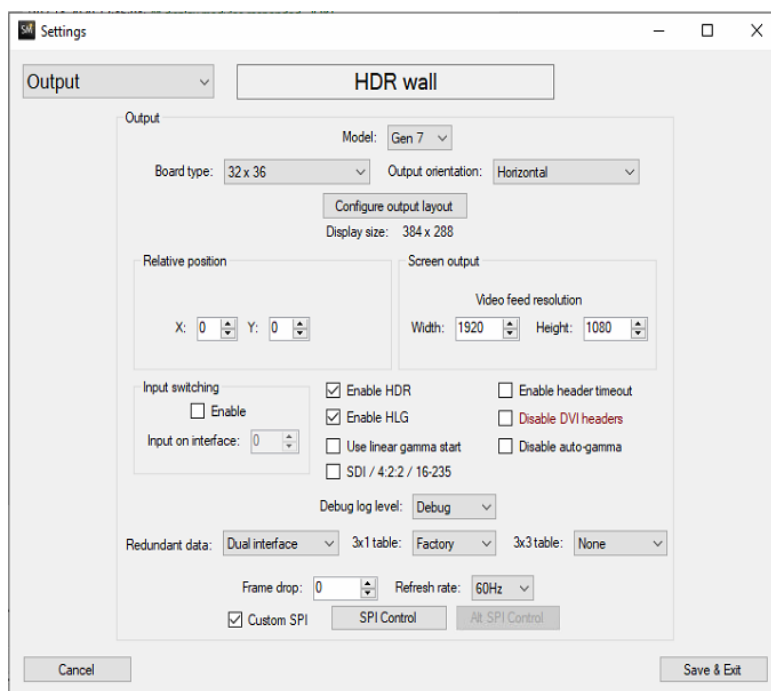 SM Settings
Output
HDR wall
Output
Model: Gen 7
Board type: 32 x 36 Output orientation: Horizontal
Configure output layout
Display size: 384 x 288
Relative position
X: 0 Y: 0
Screen output
Video feed resolution
Width: 1920 Height: 1080
Input switching
Enable
Input on interface: 0
Enable HDR
Enable HLG
Use linear gamma start
SDI / 4:2:2 / 16-235
Enable header timeout
Disable DVI headers
Disable auto-gamma
Debug log level: Debug
Redundant data: Dual interface 3x1 table: Factory 3x3 table: None
Frame drop: 0 Refresh rate: 60Hz
Custom SPI SPI Control Alt SPI Control
Cancel Save & Exit